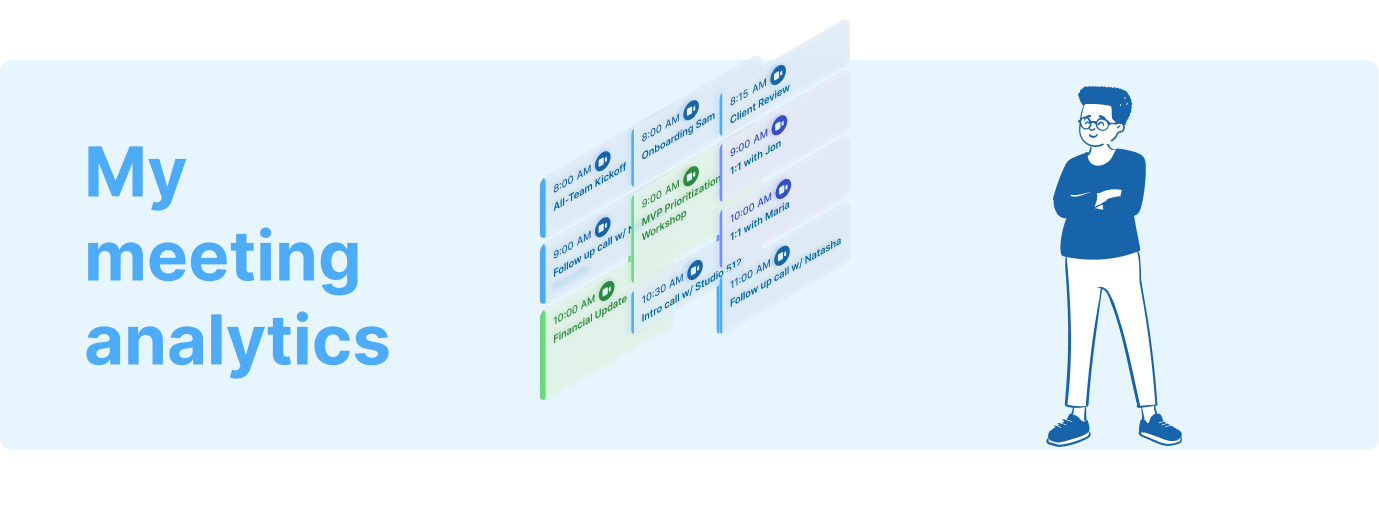 My
meeting
analytics
8:00 AM
All-Team Kickoff
9:00 AM
Follow up call w/
10:00 AM
Financial Update
8:00 AM
Onboarding Sam
9:00 AM
MVP Prioritization
Workshop
10:30 AM
Intro call w/ Studio 512
8:15 AM
Client Review
9:00 AM
1:1 with Jon
10:00 AM
1:1 with Maria
11:00 AM
Follow up call w/ Natasha